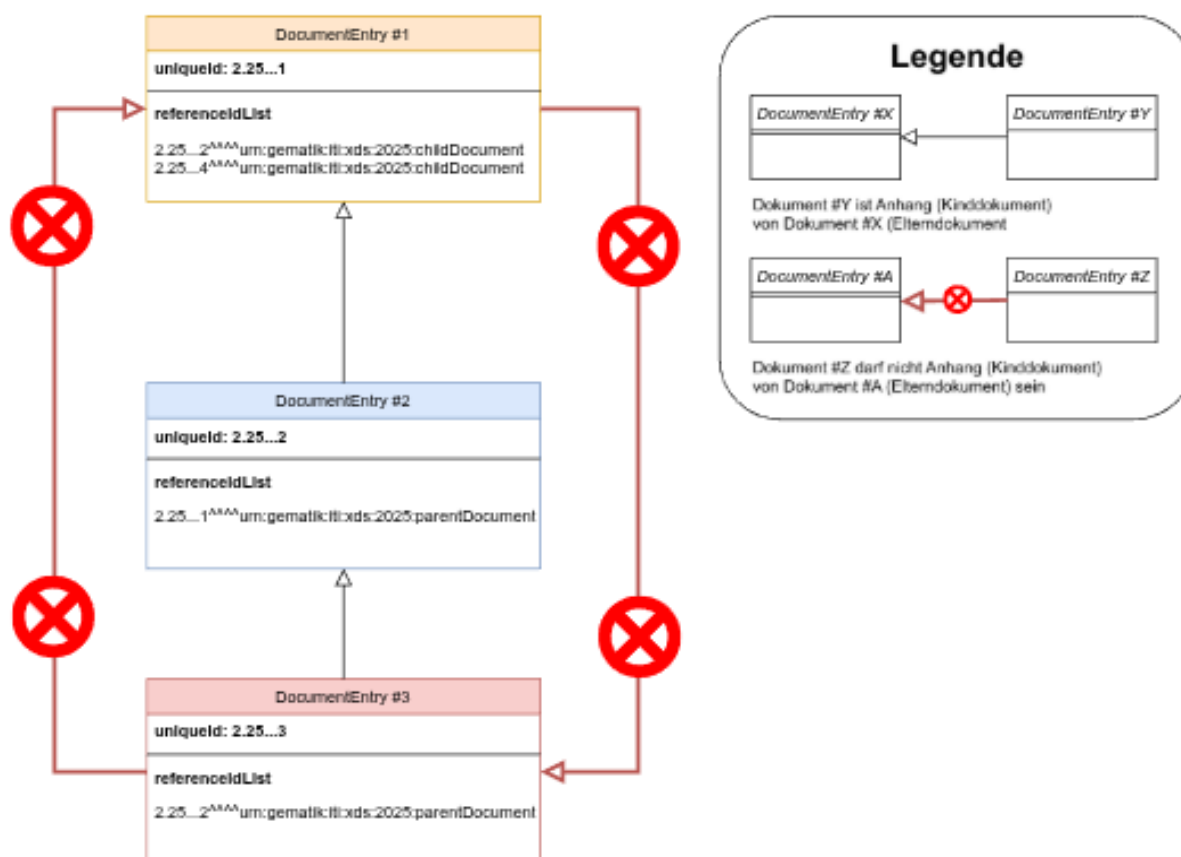 DocumentEntry #1
uniqueId: 2.25...1
referenceIdList
2.25...2^^^^urn:gematik:iti:xds:2025:childDocument
2.25...4^^^^urn:gematik:iti:xds:2025:childDocument
DocumentEntry #2
uniqueId: 2.25...2
referenceIdList
2.25...1^^^^urn:gematik:iti:xds:2025:parentDocument
DocumentEntry #3
uniqueId: 2.25...3
referenceIdList
2.25...2^^^^urn:gematik:iti:xds:2025:parentDocument
Legende
DocumentEntry #X
DocumentEntry #Y
Dokument #Y ist Anhang (Kinddokument)
von Dokument #X (Elterndokument
DocumentEntry #A
DocumentEntry #Z
Dokument #Z darf nicht Anhang (Kinddokument)
von Dokument #A (Elterndokument) sein